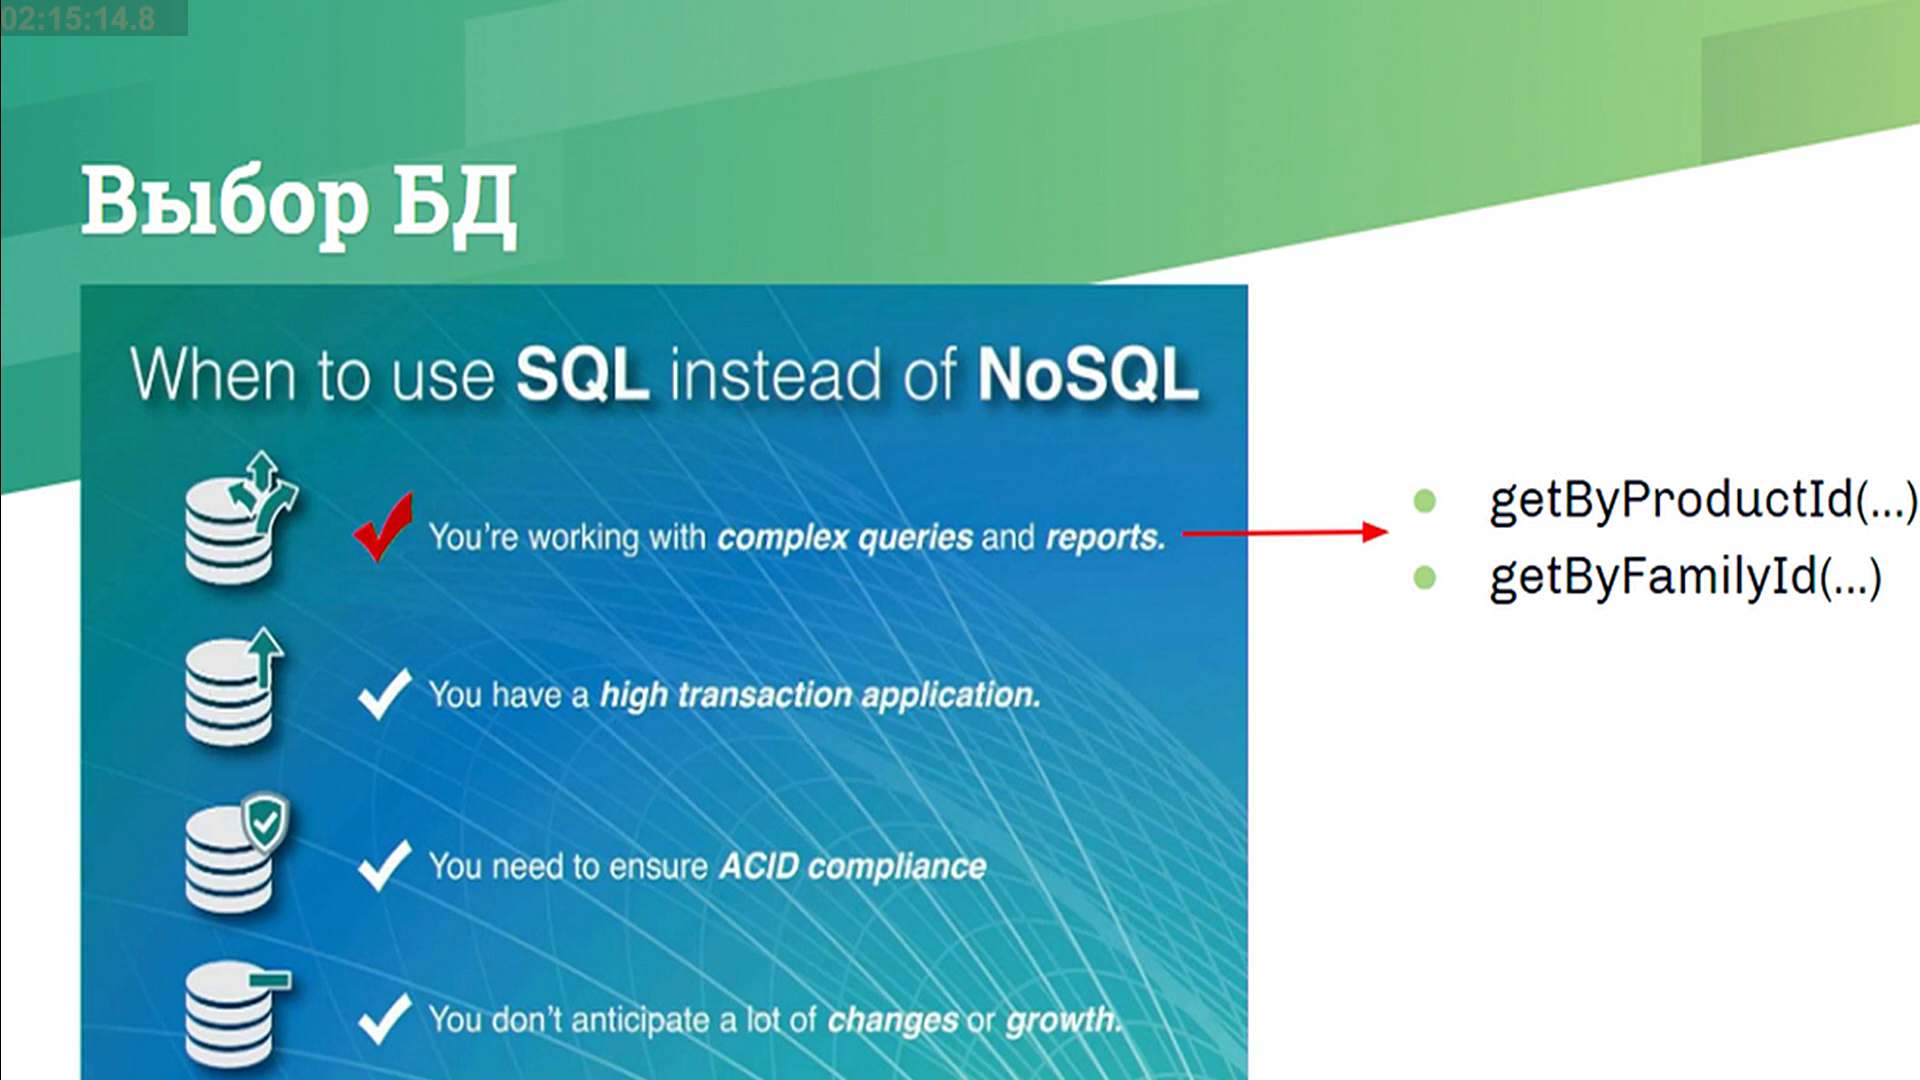 02:15:14.8
Выбор БД
When to use SQL instead of NoSQL
You're working with complex queries and reports.
You have a high transaction application.
You need to ensure ACID compliance
You don't anticipate a lot of changes or growth.
getByProductId(...)
getByFamilyId(...)